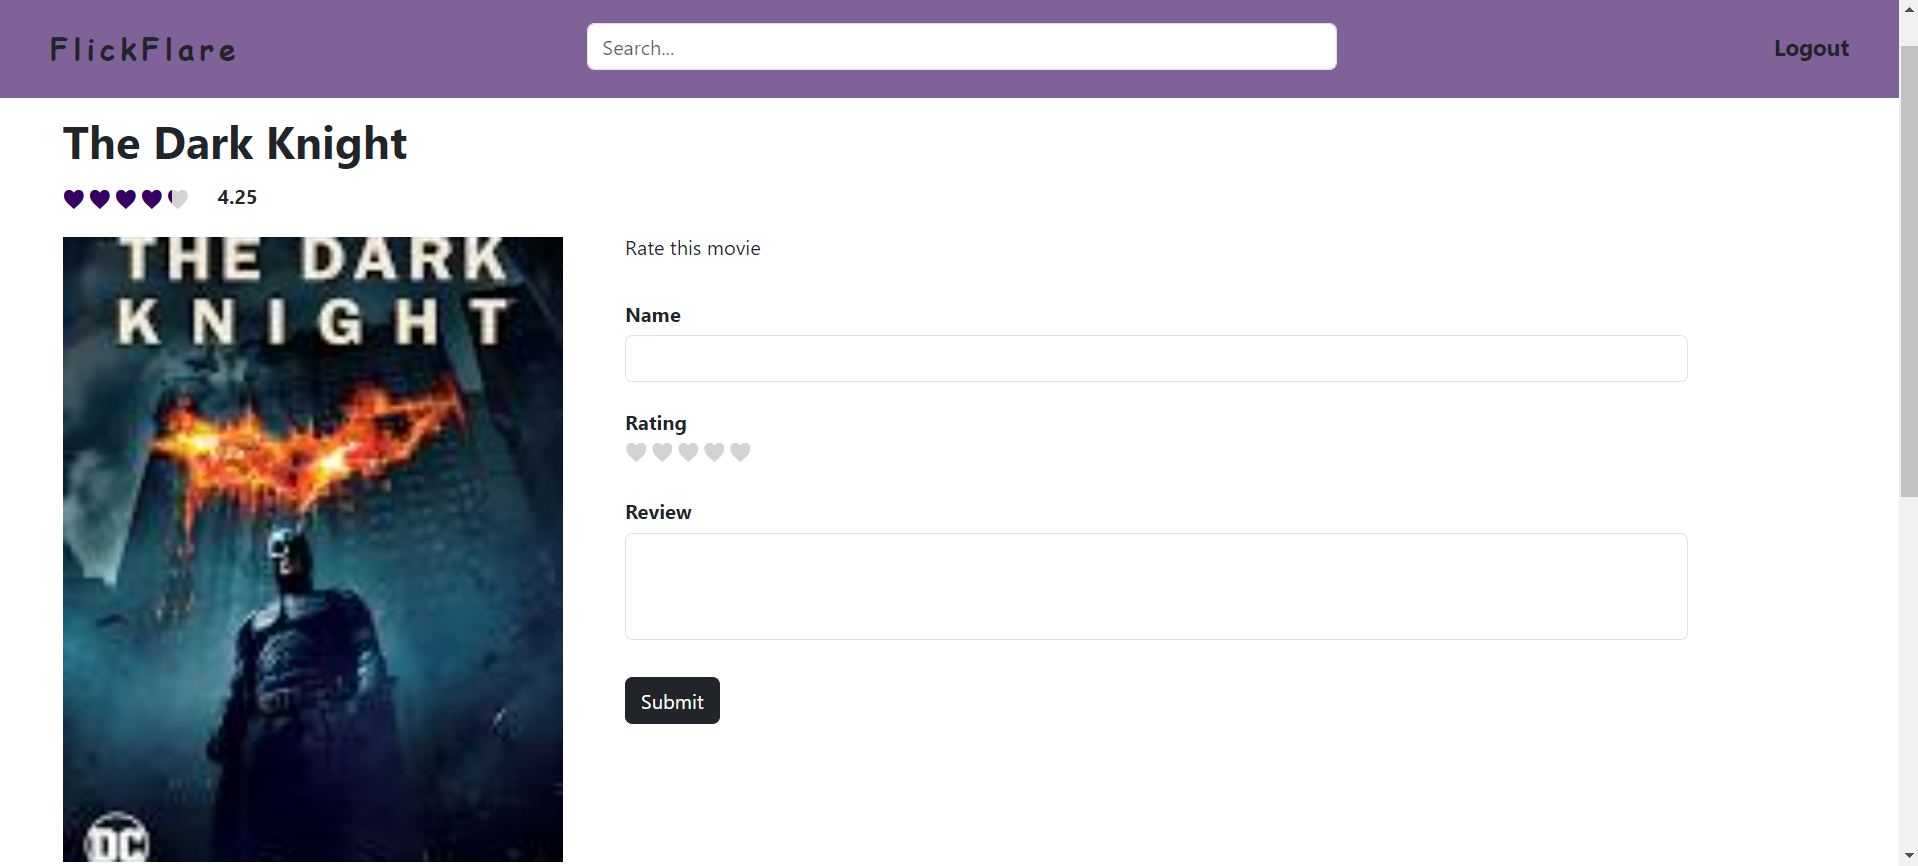 FlickFlare
Search...
Logout
The Dark Knight
4.25
THE DARK
KNIGHT
DC
Rate this movie
Name
Rating
Review
Submit